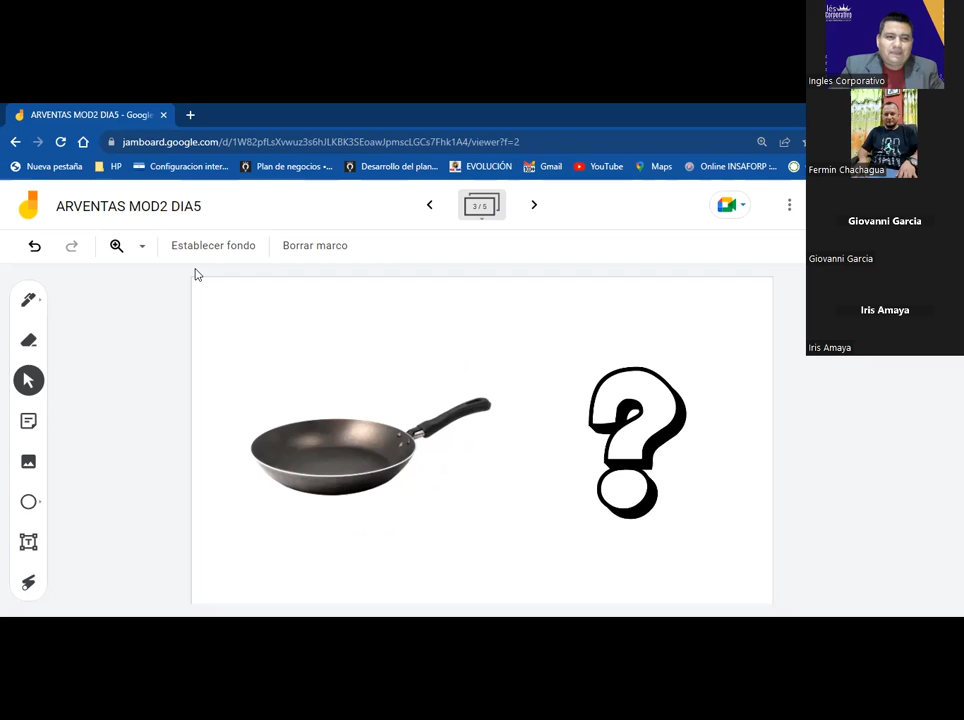 ARVENTAS MOD2 DIA5 - Google
jamboard.google.com/d/1W82pfLsXvwuz3s6hJLKBK3SEoawJpmscLGCs7Fhk1A4/viewer?f=2
Nueva pestaña
HP
Configuracion inter...
Plan de negocios •...
Desarrollo del plan...
EVOLUCIÓN
Gmail
YouTube
Maps
Online INSAFORP ::...
ARVENTAS MOD2 DIA5
3 / 5
Establecer fondo
Borrar marco
?
Corporativo
Ingles Corporativo
Fermin Chachagua
Giovanni Garcia
Giovanni Garcia
Iris Amaya
Iris Amaya